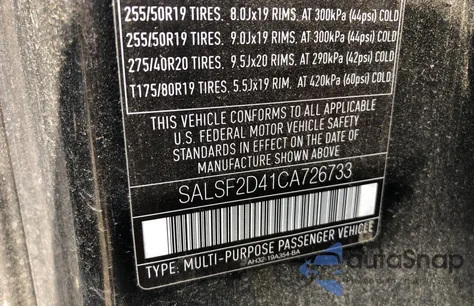 255/50R19 TIRES, 8.0Jx19 RIMS, AT 300kPa (44psi) COLD
255/50R19 TIRES, 9.0Jx19 RIMS, AT 300kPa (44psi) COLD
275/40R20 TIRES, 9.5Jx20 RIMS, AT 290kPa (42psi) COLD
T175/80R19 TIRES, 5.5Jx19 RIM, AT 420kPa (60psi) COLD
THIS VEHICLE CONFORMS TO ALL APPLICABLE
U.S. FEDERAL MOTOR VEHICLE SAFETY
STANDARDS IN EFFECT ON THE DATE OF
MANUFACTURE SHOWN ABOVE.
SALSF2D41CA726733
TYPE: MULTI-PURPOSE PASSENGER VEHICLE
AH32-19A354-BA
AutoSnap